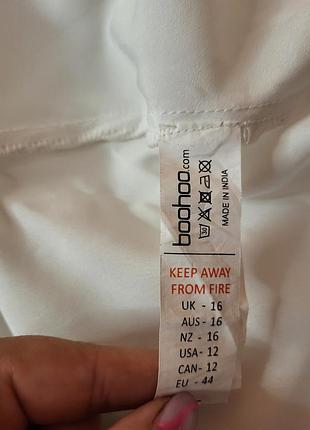 boohoo.com
30
MADE IN INDIA
KEEP AWAY
FROM FIRE
UK - 16
AUS - 16
NZ - 16
USA- 12
CAN- 12
EU - 44